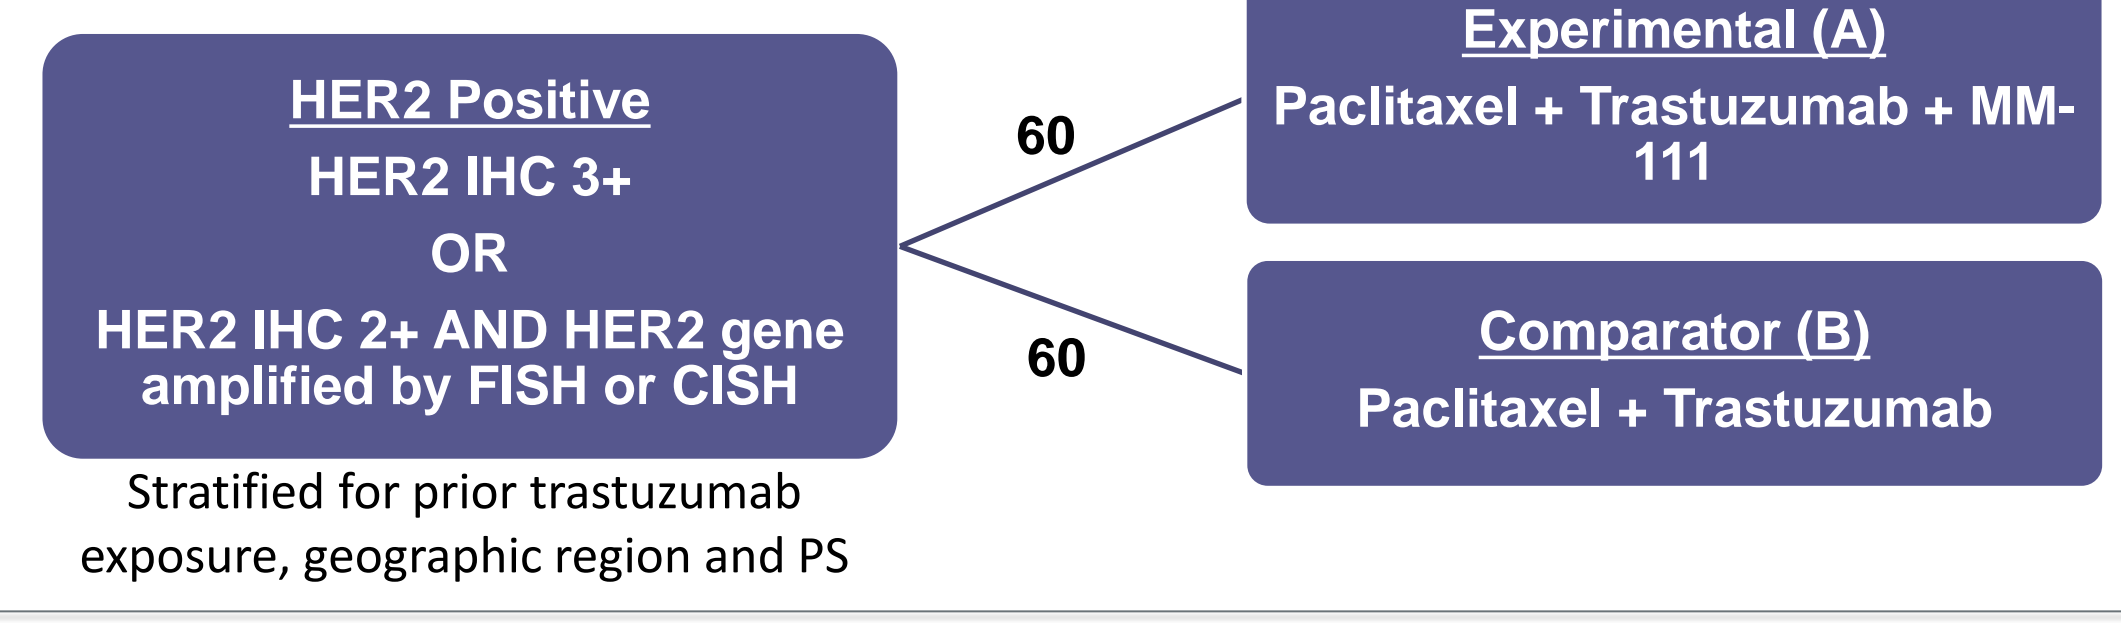 HER2 Positive
HER2 IHC 3+
OR
HER2 IHC 2+ AND HER2 gene
amplified by FISH or CISH
Stratified for prior trastuzumab
exposure, geographic region and PS
60
60
Experimental (A)
Paclitaxel + Trastuzumab + MM-
111
Comparator (B)
Paclitaxel + Trastuzumab